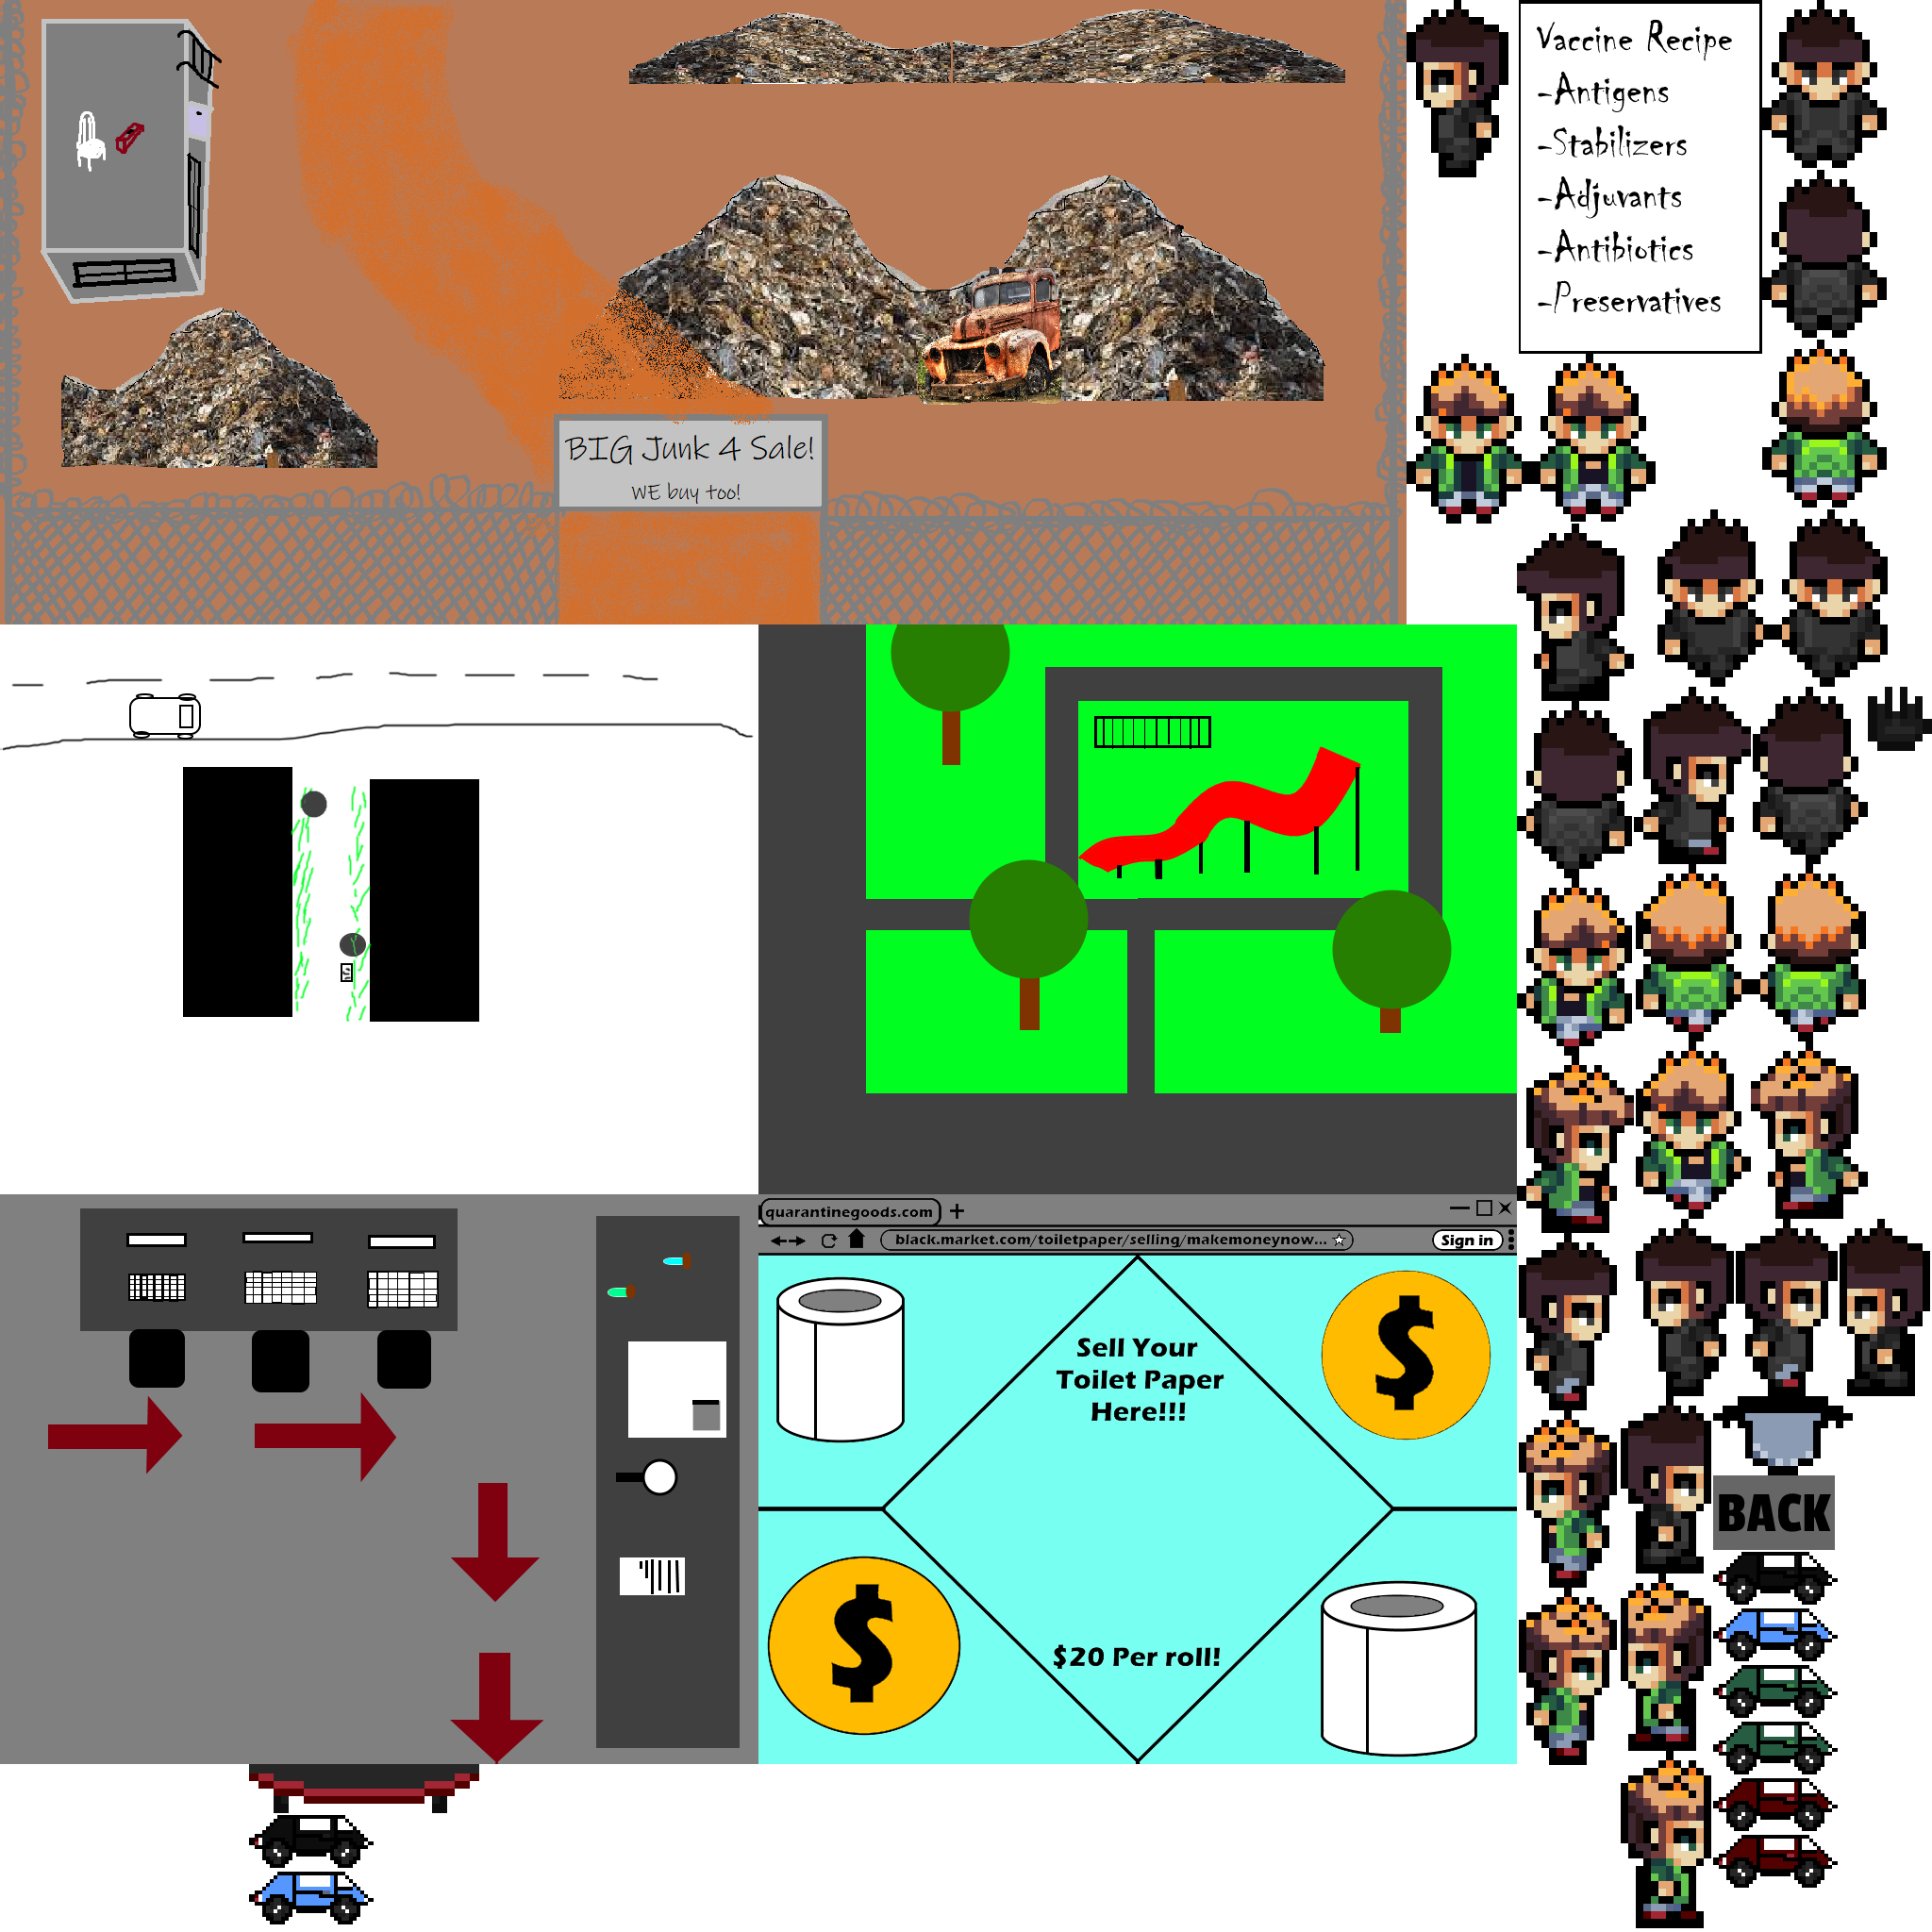 Vaccine Recipe
-Antigens
-Stabilizers
-Adjuvants
-Antibiotics
-Preservatives
BIG Junk 4 Sale!
WE buy too!
quarantinegoods.com
black.market.com/toiletpaper/selling/makemoneynow...
Sign in
Sell Your
Toilet Paper
Here!!!
$
$
$20 Per roll!
BACK